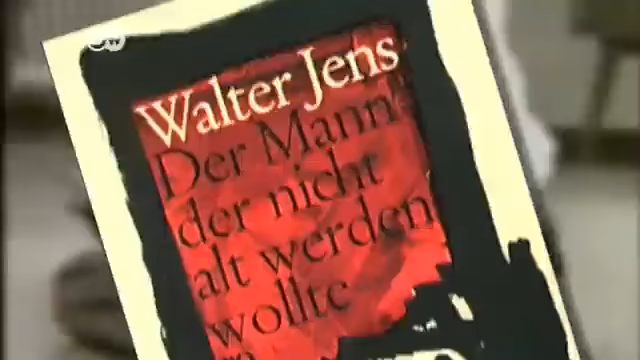 Walter Jens
Der Mann
der nicht
alt werden
wollte